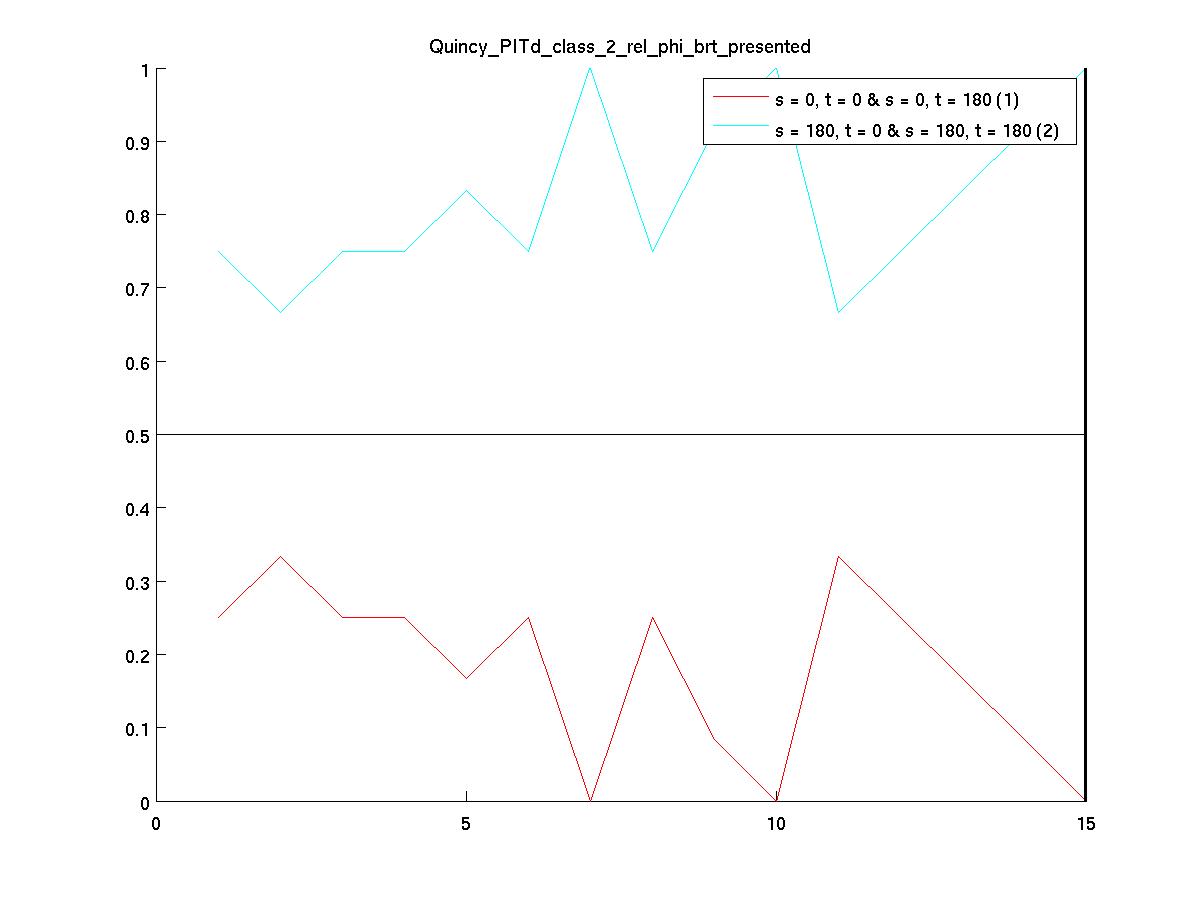 Quincy_PITd_class_2_rel_phi_brt_presented
1
s = 0, t = 0 & s = 0, t = 180 (1)
s = 180, t = 0 & s = 180, t = 180 (2)
0.9
0.8
0.7
0.6
0.5
0.4
0.3
0.2
0.1
0
0 5 10 15